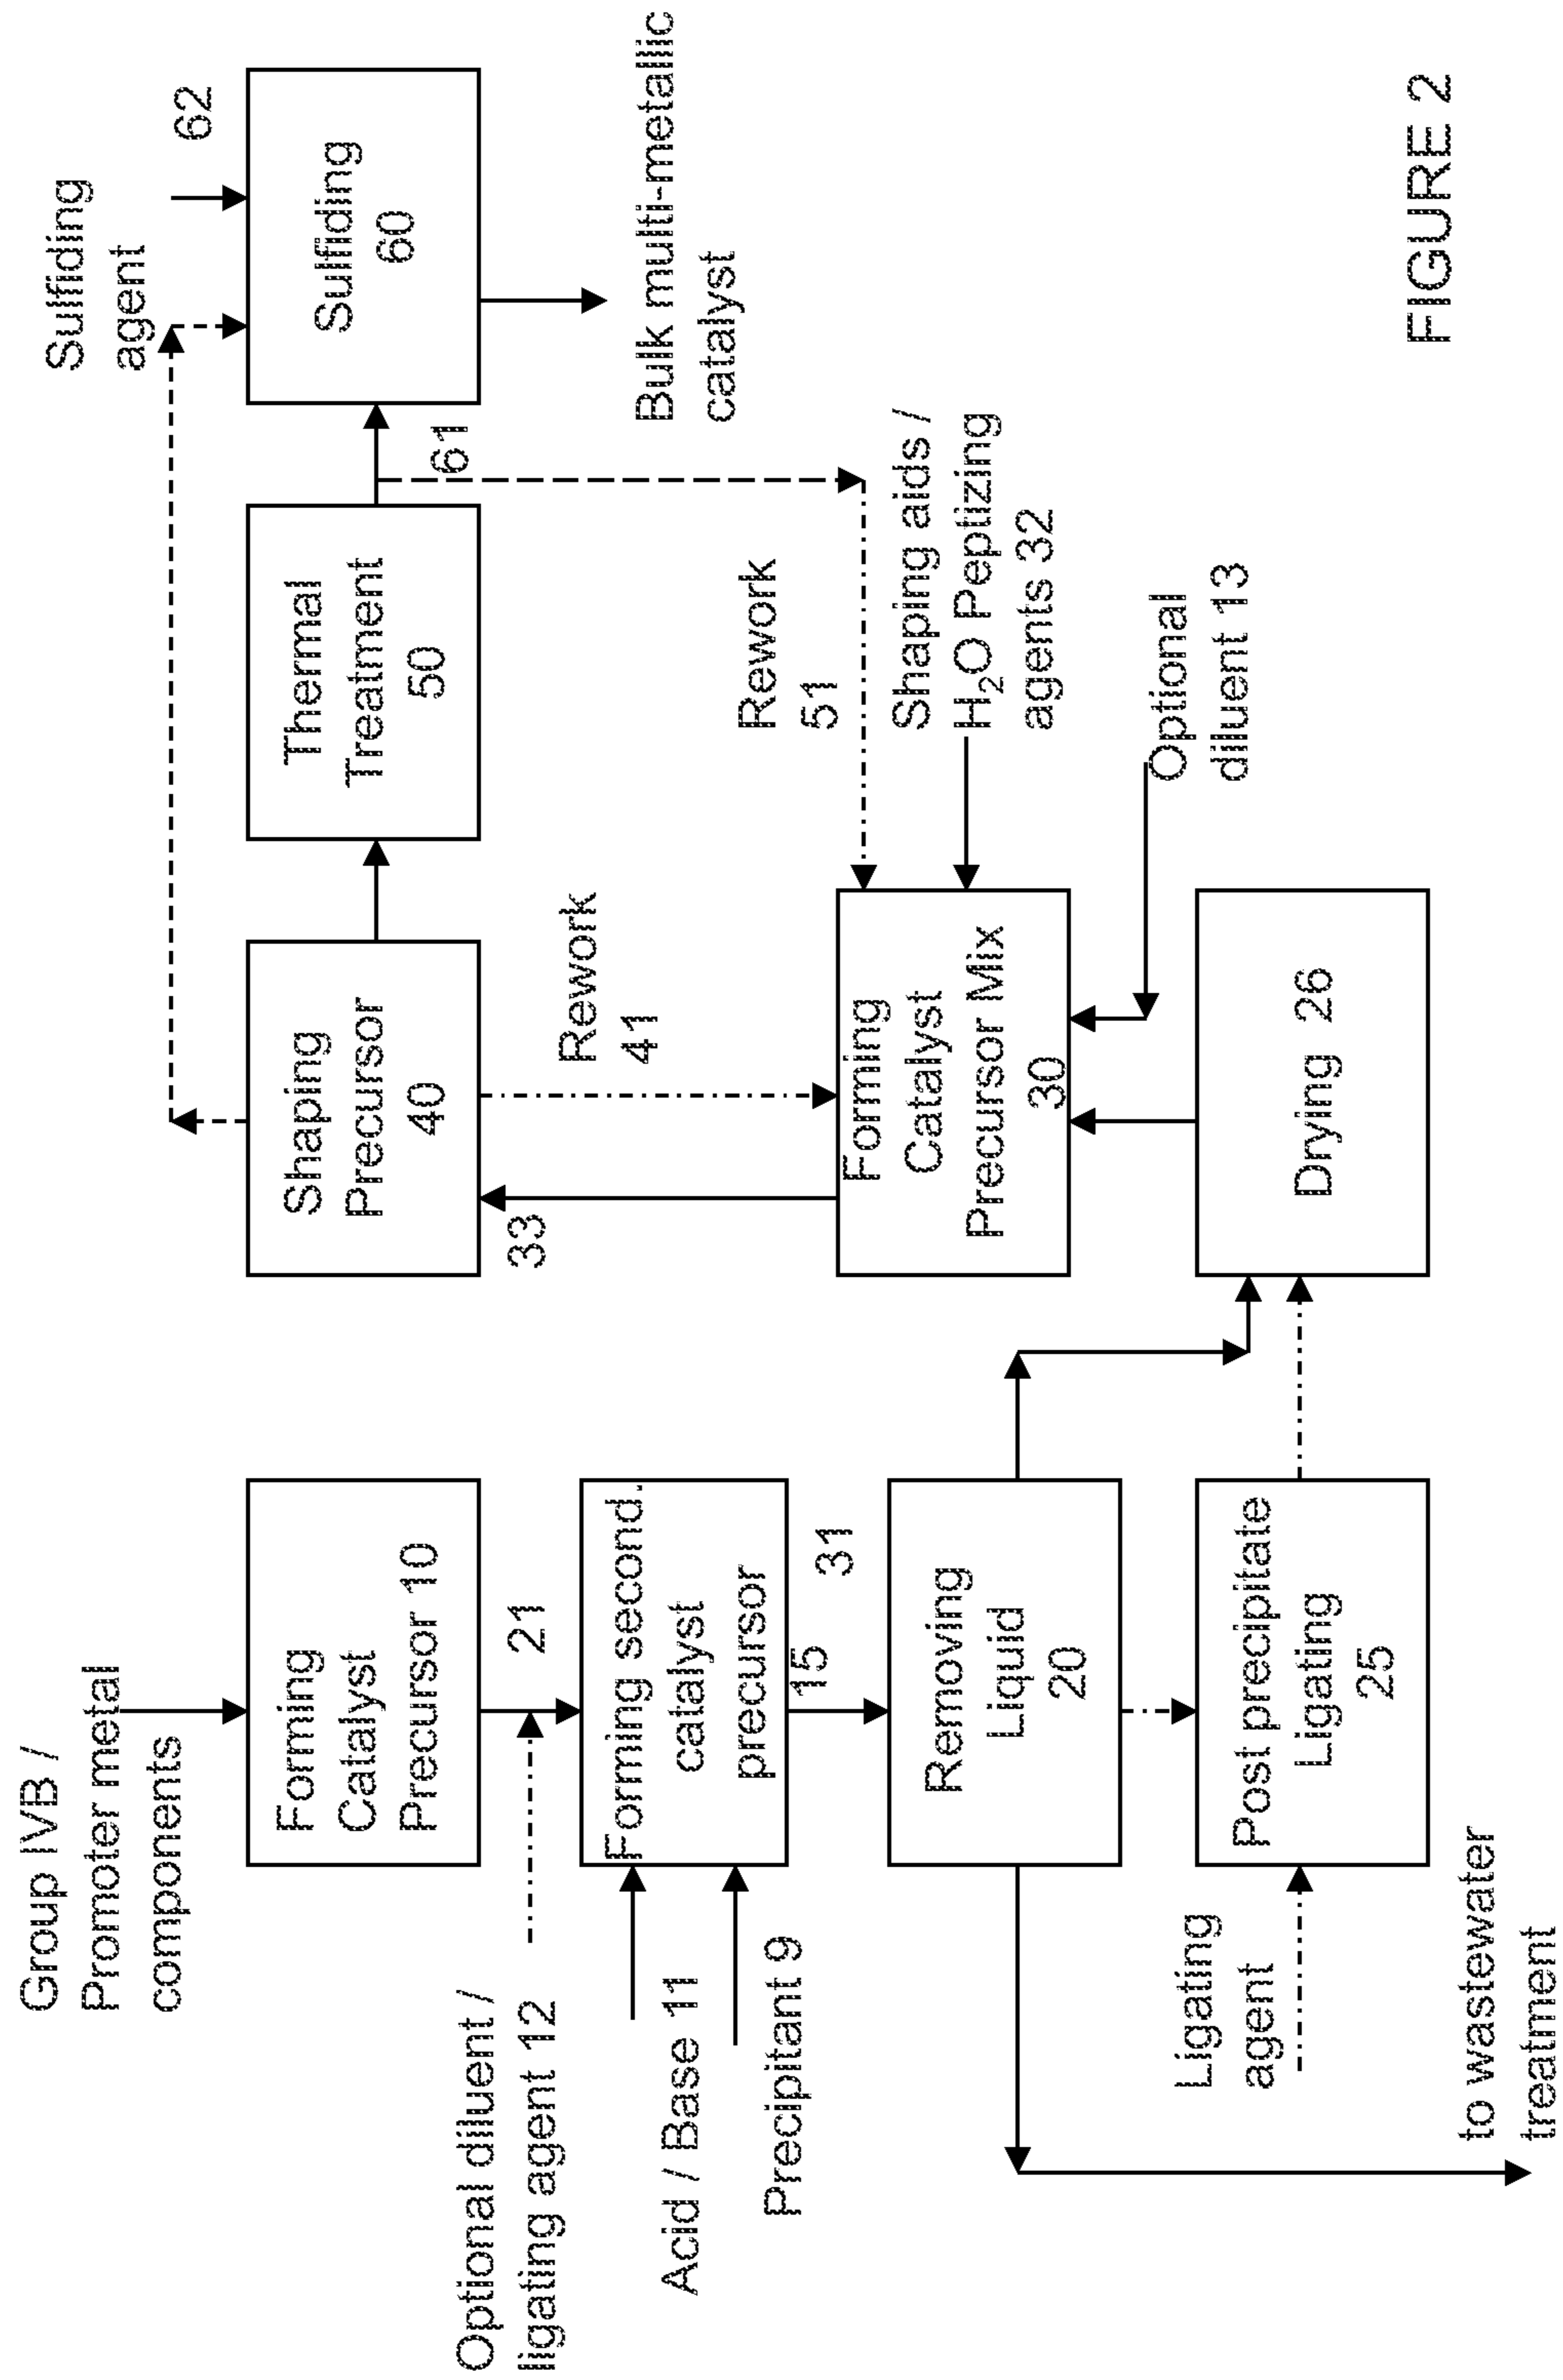 Group IVB /
Promoter metal
components
Forming
Catalyst
Precursor 10
21
Optional diluent /
ligating agent 12
Forming second.
catalyst
precursor
15
Acid / Base 11
Precipitant 9
31
Removing
Liquid
20
Post precipitate
Ligating
25
Ligating
agent
to wastewater
treatment
Sulfiding
agent
62
Shaping
Precursor
40
Thermal
Treatment
50
Sulfiding
60
61
33
Rework
41
Bulk multi-metallic
catalyst
Rework
51
Forming
Catalyst
Precursor Mix
30
Shaping aids /
H₂O Peptizing
agents 32
Optional
diluent 13
Drying 26
FIGURE 2